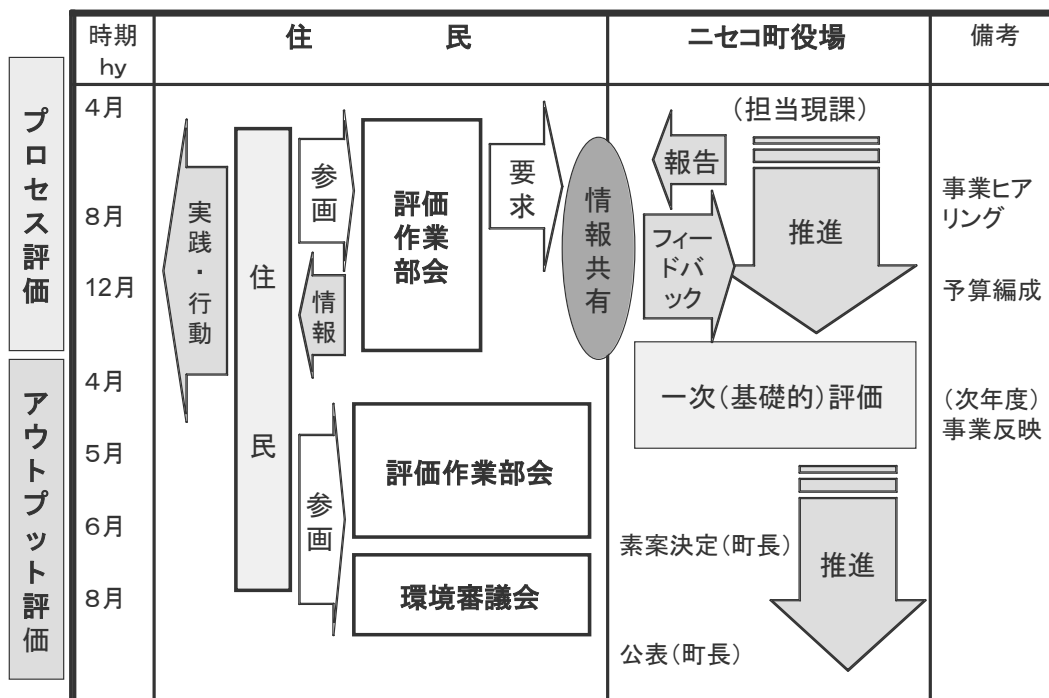 時期
hy
住 民
ニセコ町役場
備考
プロセス評価
アウトプット評価
4月
8月
12月
4月
5月
6月
8月
実践・行動
住民
参画
情報
評価
作業
部会
要求
情報共有
(担当現課)
報告
フィー
ドバ
ック
推進
事業ヒア
リング
予算編成
一次(基礎的)評価
(次年度)
事業反映
参画
評価作業部会
環境審議会
素案決定(町長)
推進
公表(町長)